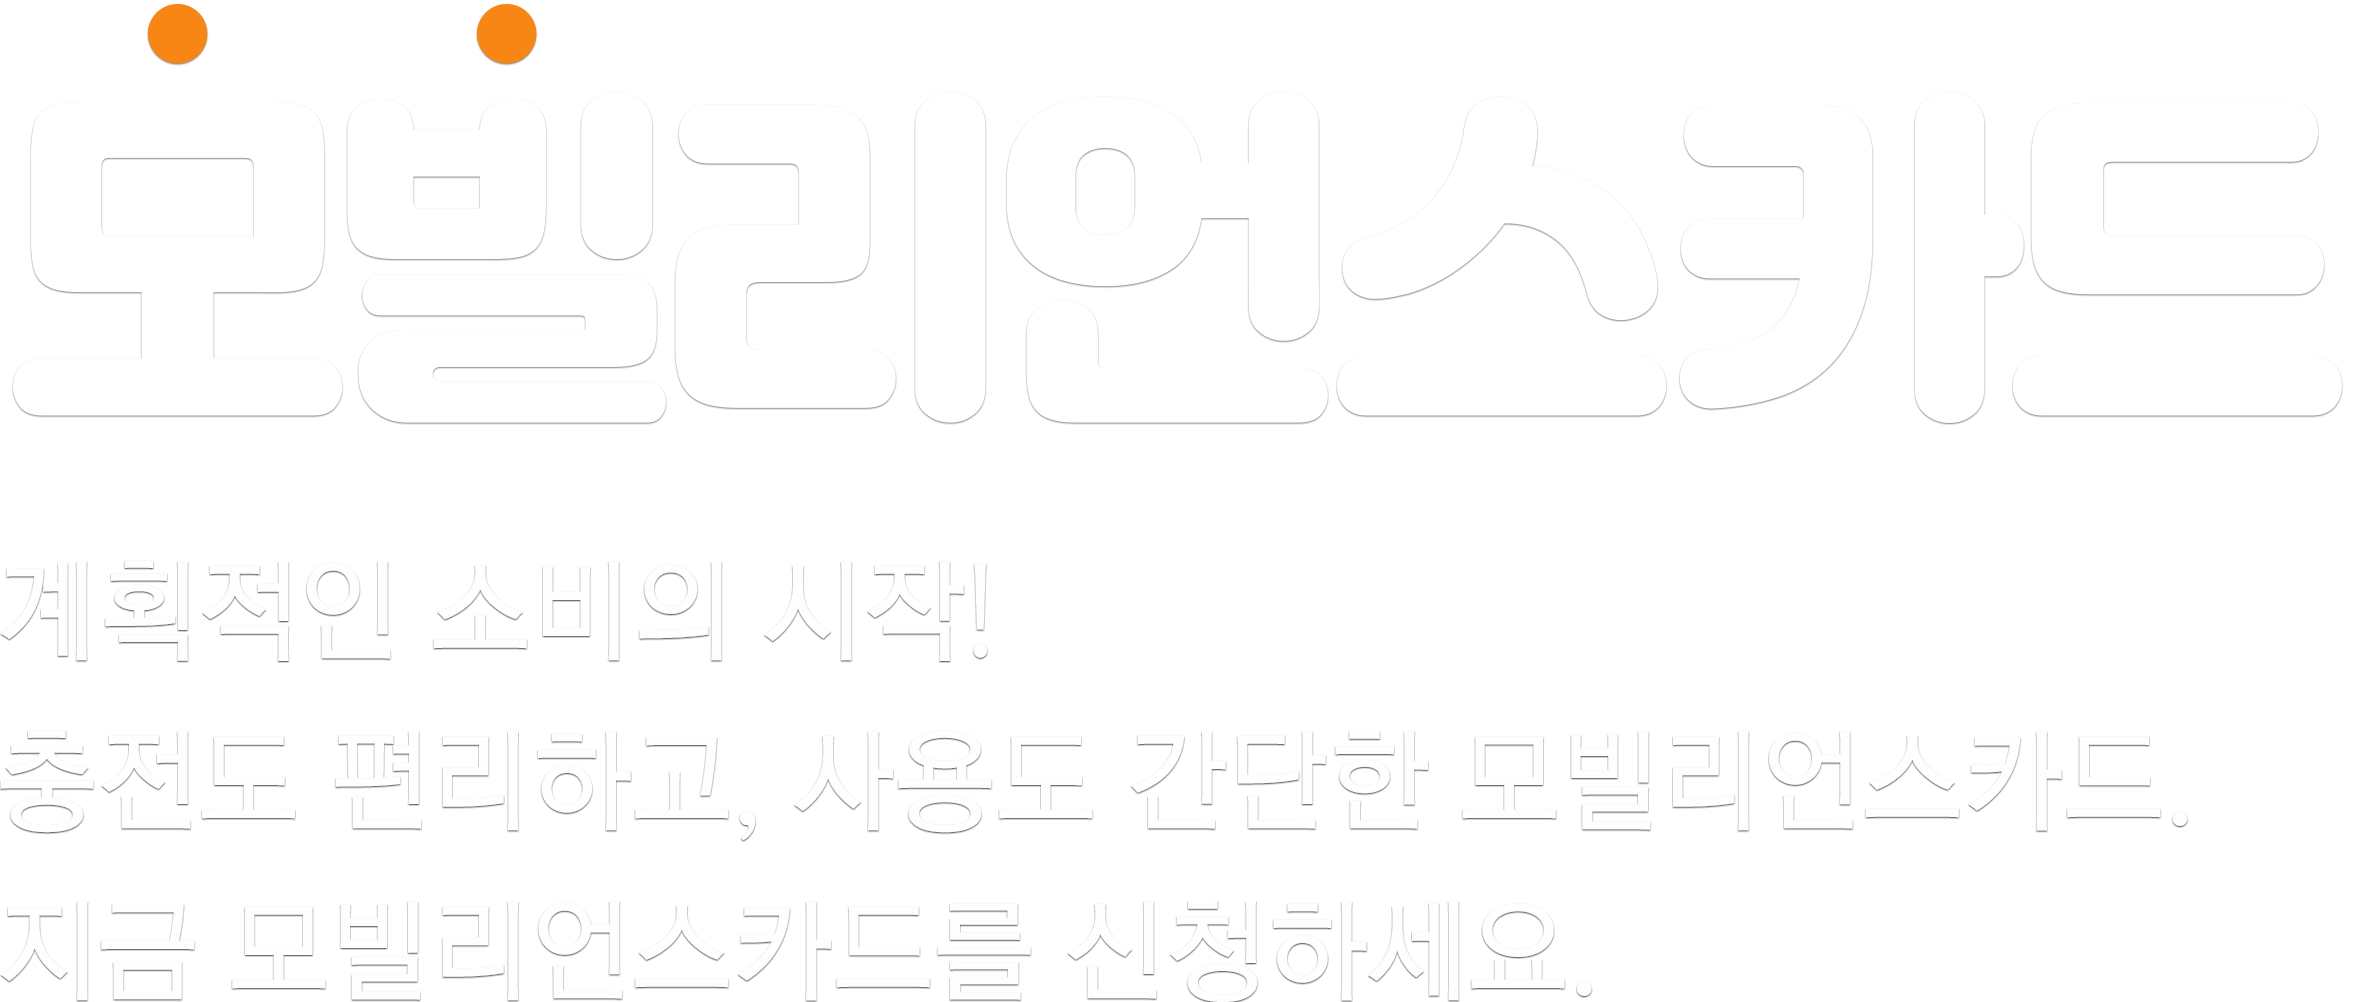 모빌리언스카드
계획적인 소비의 시작!
충전도 편리하고, 사용도 간단한 모빌리언스카드.
지금 모빌리언스카드를 신청하세요.